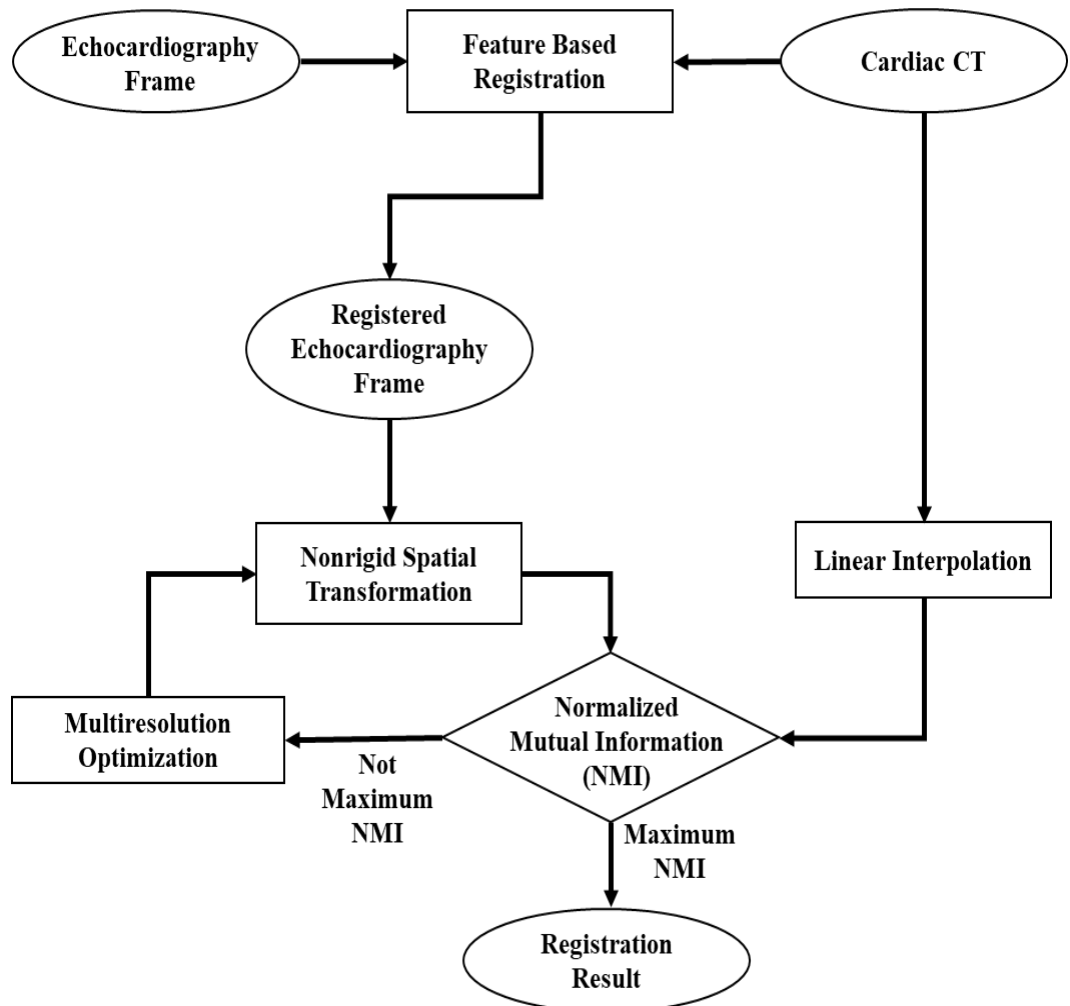 Echocardiography
Frame
Feature Based
Registration
Cardiac CT
Registered
Echocardiography
Frame
Nonrigid Spatial
Transformation
Linear Interpolation
Multiresolution
Optimization
Normalized
Mutual Information
(NMI)
Not
Maximum
NMI
Maximum
NMI
Registration
Result